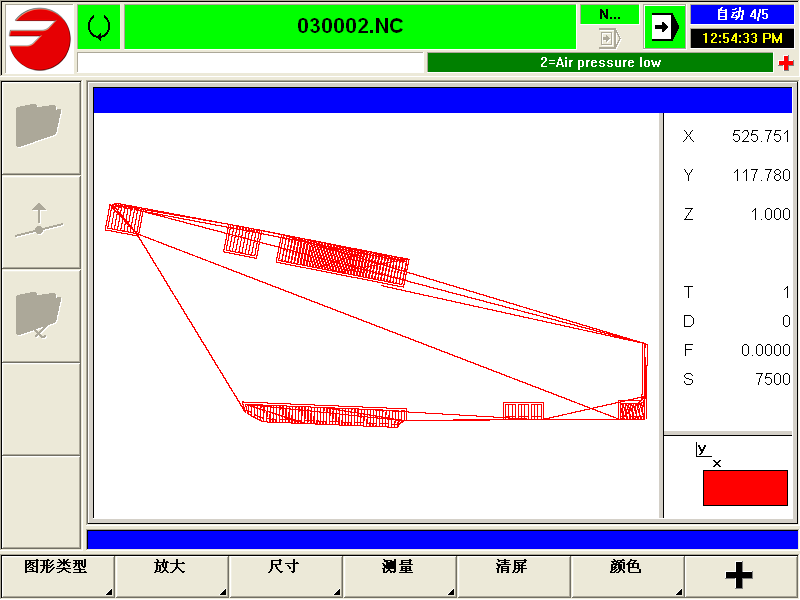 030002.NC
N...
自动 4/5
12:54:33 PM
2=Air pressure low
X 525.751
Y 117.780
Z 1.000
T 1
D 0
F 0.0000
S 7500
y
x
图形类型 放大 尺寸 测量 清屏 颜色